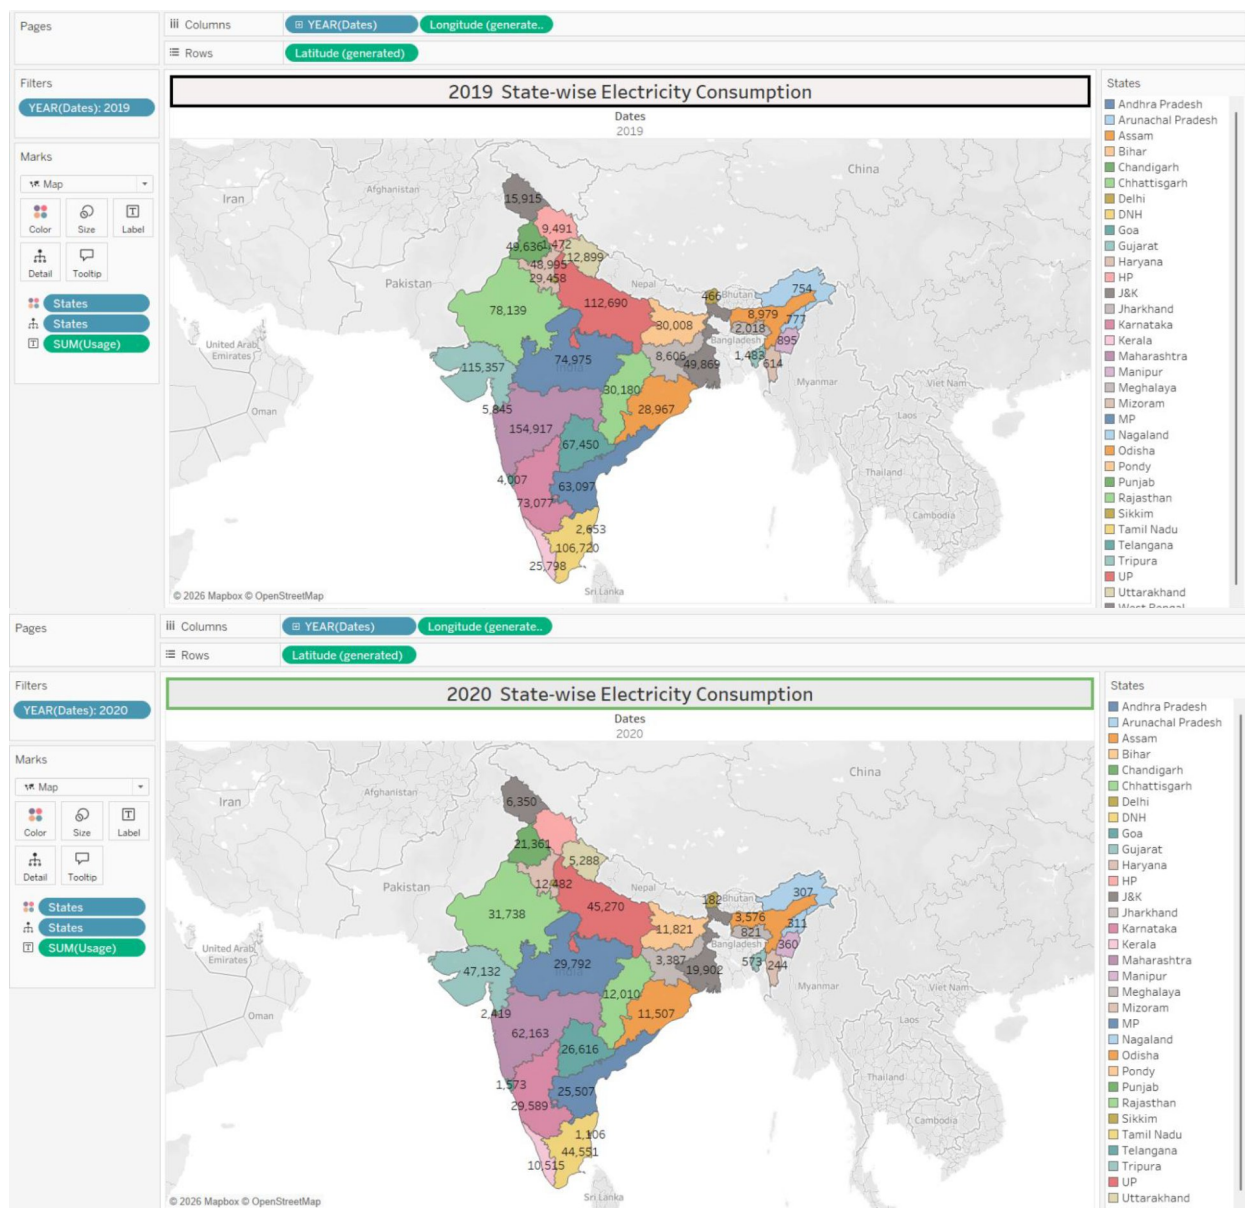 Pages
iii Columns
YEAR(Dates)
Longitude (generate..
Rows
Latitude (generated)
Filters
YEAR(Dates): 2019
2019 State-wise Electricity Consumption
Dates
2019
Marks
Map
Color
Size
Label
Detail
Tooltip
States
States
SUM(Usage)
Iran
Afghanistan
China
Pakistan
Nepal
Bhutan
Bangladesh
United Arab
Emirates
Oman
India
Myanmar
Viet Nam
Laos
Thailand
Cambodia
Sri Lanka
15,915
9,491
49,636
1,472
12,899
48,995
29,458
78,139
112,690
466
754
8,979
777
2,018
895
30,008
1,483
614
8,606
49,869
74,975
115,357
30,180
28,967
5,845
154,917
67,450
4,007
63,097
73,077
2,653
106,720
25,798
© 2026 Mapbox © OpenStreetMap
States
Andhra Pradesh
Arunachal Pradesh
Assam
Bihar
Chandigarh
Chhattisgarh
Delhi
DNH
Goa
Gujarat
Haryana
HP
J&K
Jharkhand
Karnataka
Kerala
Maharashtra
Manipur
Meghalaya
Mizoram
MP
Nagaland
Odisha
Pondy
Punjab
Rajasthan
Sikkim
Tamil Nadu
Telangana
Tripura
UP
Uttarakhand
West Bengal
Pages
iii Columns
YEAR(Dates)
Longitude (generate..
Rows
Latitude (generated)
Filters
YEAR(Dates): 2020
2020 State-wise Electricity Consumption
Dates
2020
Marks
Map
Color
Size
Label
Detail
Tooltip
States
States
SUM(Usage)
Iran
Afghanistan
China
Pakistan
Nepal
Bhutan
Bangladesh
United Arab
Emirates
Oman
India
Myanmar
Viet Nam
Laos
Thailand
Cambodia
Sri Lanka
6,350
21,361
5,288
12,482
31,738
45,270
182
307
3,576
311
821
360
11,821
573
244
3,387
19,902
29,792
47,132
12,010
11,507
2,419
62,163
26,616
1,573
25,507
29,589
1,106
44,551
10,515
© 2026 Mapbox © OpenStreetMap
States
Andhra Pradesh
Arunachal Pradesh
Assam
Bihar
Chandigarh
Chhattisgarh
Delhi
DNH
Goa
Gujarat
Haryana
HP
J&K
Jharkhand
Karnataka
Kerala
Maharashtra
Manipur
Meghalaya
Mizoram
MP
Nagaland
Odisha
Pondy
Punjab
Rajasthan
Sikkim
Tamil Nadu
Telangana
Tripura
UP
Uttarakhand